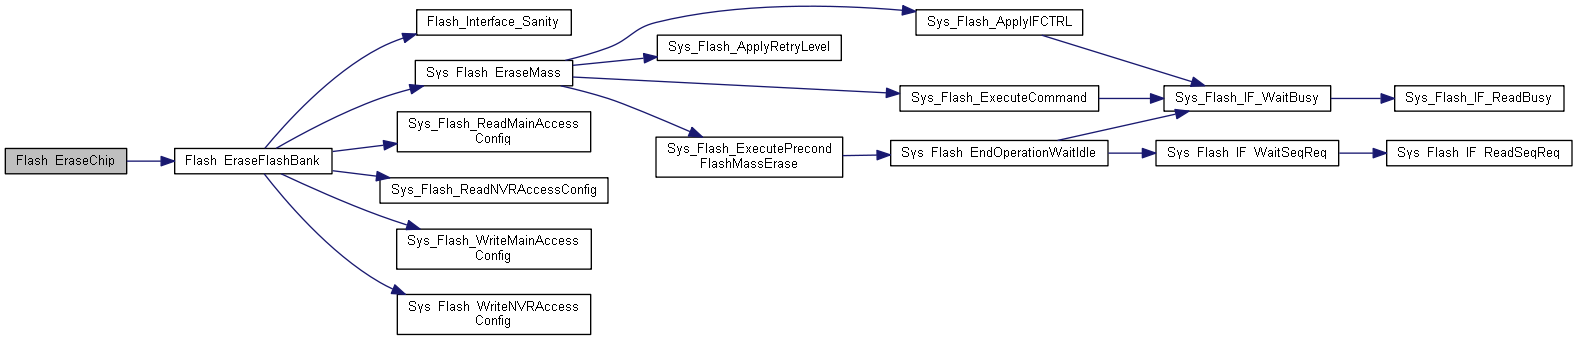 Flash_EraseChip
Flash_EraseFlashBank
Flash_Interface_Sanity
Sys_Flash_EraseMass
Sys_Flash_ReadMainAccess
Config
Sys_Flash_ReadNVRAccessConfig
Sys_Flash_WriteMainAccess
Config
Sys_Flash_WriteNVRAccess
Config
Sys_Flash_ApplyRetryLevel
Sys_Flash_ExecutePrecond
FlashMassErase
Sys_Flash_ApplyIFCTRL
Sys_Flash_ExecuteCommand
Sys_Flash_EndOperationWaitIdle
Sys_Flash_IF_WaitBusy
Sys_Flash_IF_WaitSeqReq
Sys_Flash_IF_ReadBusy
Sys_Flash_IF_ReadSeqReq